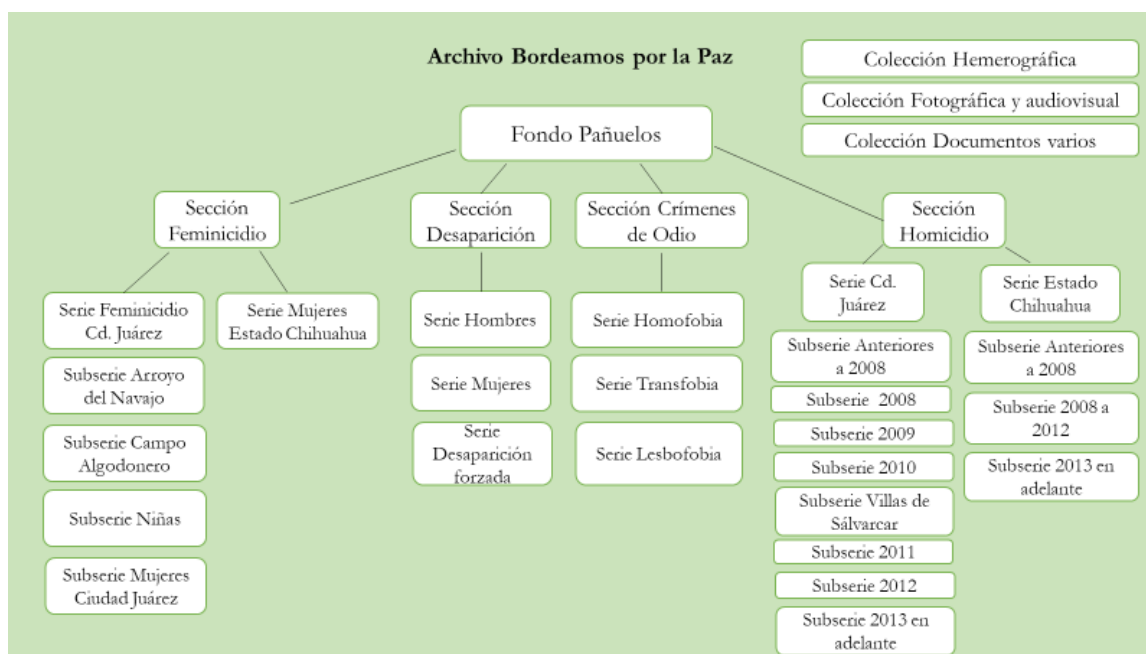 Archivo Bordeamos por la Paz
Colección Hemerográfica
Colección Fotográfica y audiovisual
Colección Documentos varios
Fondo Pañuelos
Sección
Feminicidio
Sección
Desaparición
Sección Crímenes
de Odio
Sección
Homicidio
Serie Feminicidio
Cd. Juárez
Subserie Arroyo
del Navajo
Subserie Campo
Algodonero
Subserie Niñas
Subserie Mujeres
Ciudad Juárez
Serie Mujeres
Estado Chihuahua
Serie Hombres
Serie Mujeres
Serie
Desaparición
forzada
Serie Homofobia
Serie Transfobia
Serie Lesbofobia
Serie Cd.
Juárez
Subserie Anteriores
a 2008
Subserie 2008
Subserie 2009
Subserie 2010
Subserie Villas de
Sálvarcar
Subserie 2011
Subserie 2012
Subserie 2013 en
adelante
Serie Estado
Chihuahua
Subserie Anteriores
a 2008
Subserie 2008 a
2012
Subserie 2013 en
adelante